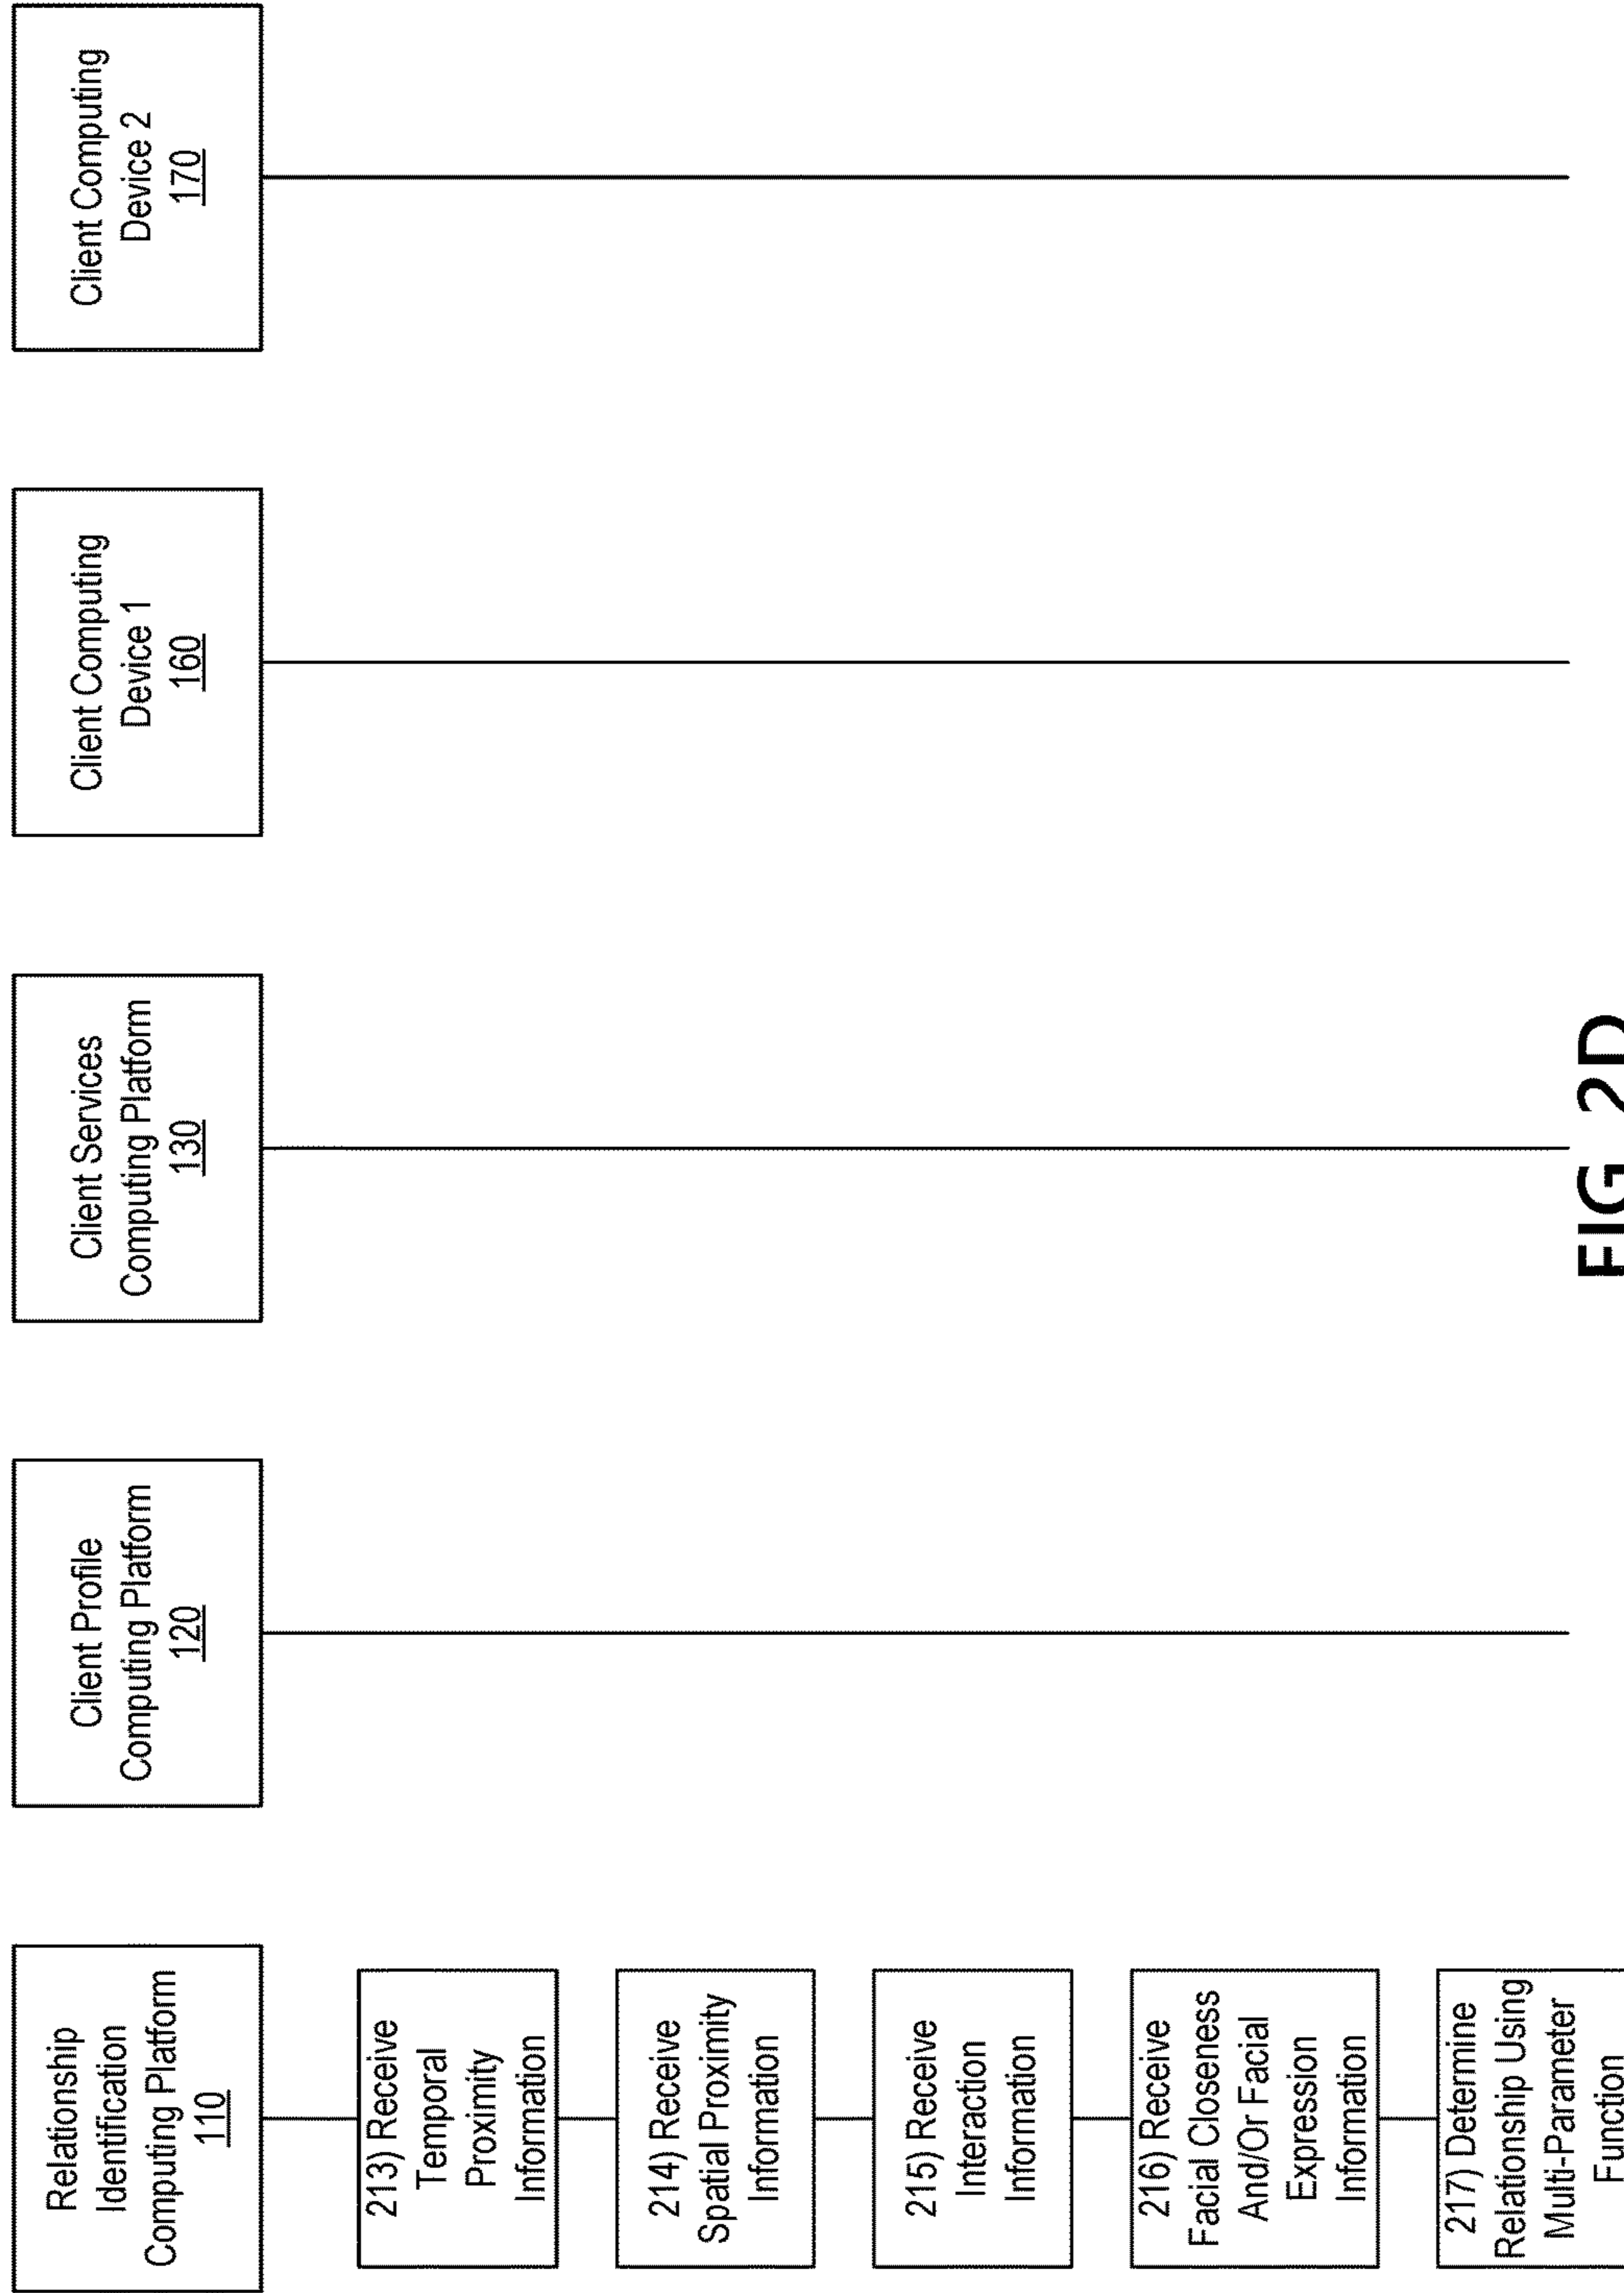 Relationship
Identification
Computing Platform
110
Client Profile
Computing Platform
120
Client Services
Computing Platform
130
Client Computing
Device 1
160
Client Computing
Device 2
170
213) Receive
Temporal
Proximity
Information
214) Receive
Spatial Proximity
Information
215) Receive
Interaction
Information
216) Receive
Facial Closeness
And/Or Facial
Expression
Information
217) Determine
Relationship Using
Multi-Parameter
Function
FIG. 2D